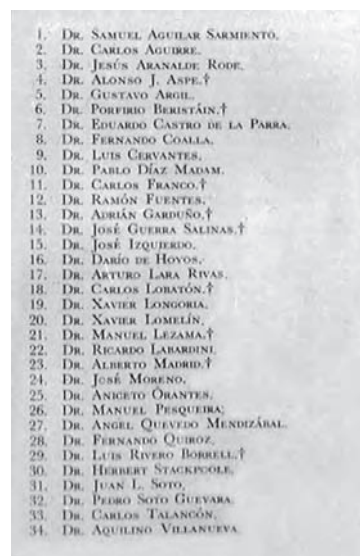 1. Dr. Samuel Aguilar Sarmiento.
2. Dr. Carlos Aguirre.
3. Dr. Jesús Aranalde Rode.
4. Dr. Alonso J. Aspe.†
5. Dr. Gustavo Argil.
6. Dr. Porfirio Beristáin.†
7. Dr. Eduardo Castro de la Parra.
8. Dr. Fernando Coalla.
9. Dr. Luis Cervantes.
10. Dr. Pablo Díaz Madam.
11. Dr. Carlos Franco.†
12. Dr. Ramón Fuentes.
13. Dr. Adrián Garduño.†
14. Dr. José Guerra Salinas.†
15. Dr. José Izquierdo.
16. Dr. Darío de Hoyos.
17. Dr. Arturo Lara Rivas.
18. Dr. Carlos Lobatón.†
19. Dr. Xavier Longoria.
20. Dr. Xavier Lomelín.
21. Dr. Manuel Lezama.†
22. Dr. Ricardo Labardini.
23. Dr. Alberto Madrid.†
24. Dr. José Moreno.
25. Dr. Aniceto Orantes.
26. Dr. Manuel Pesqueira.
27. Dr. Angel Quevedo Mendizábal.
28. Dr. Fernando Quiroz.
29. Dr. Luis Rivero Borrell.†
30. Dr. Herbert Stackpoole.
31. Dr. Juan L. Soto.
32. Dr. Pedro Soto Guevara.
33. Dr. Carlos Talancón.
34. Dr. Aquilino Villanueva.